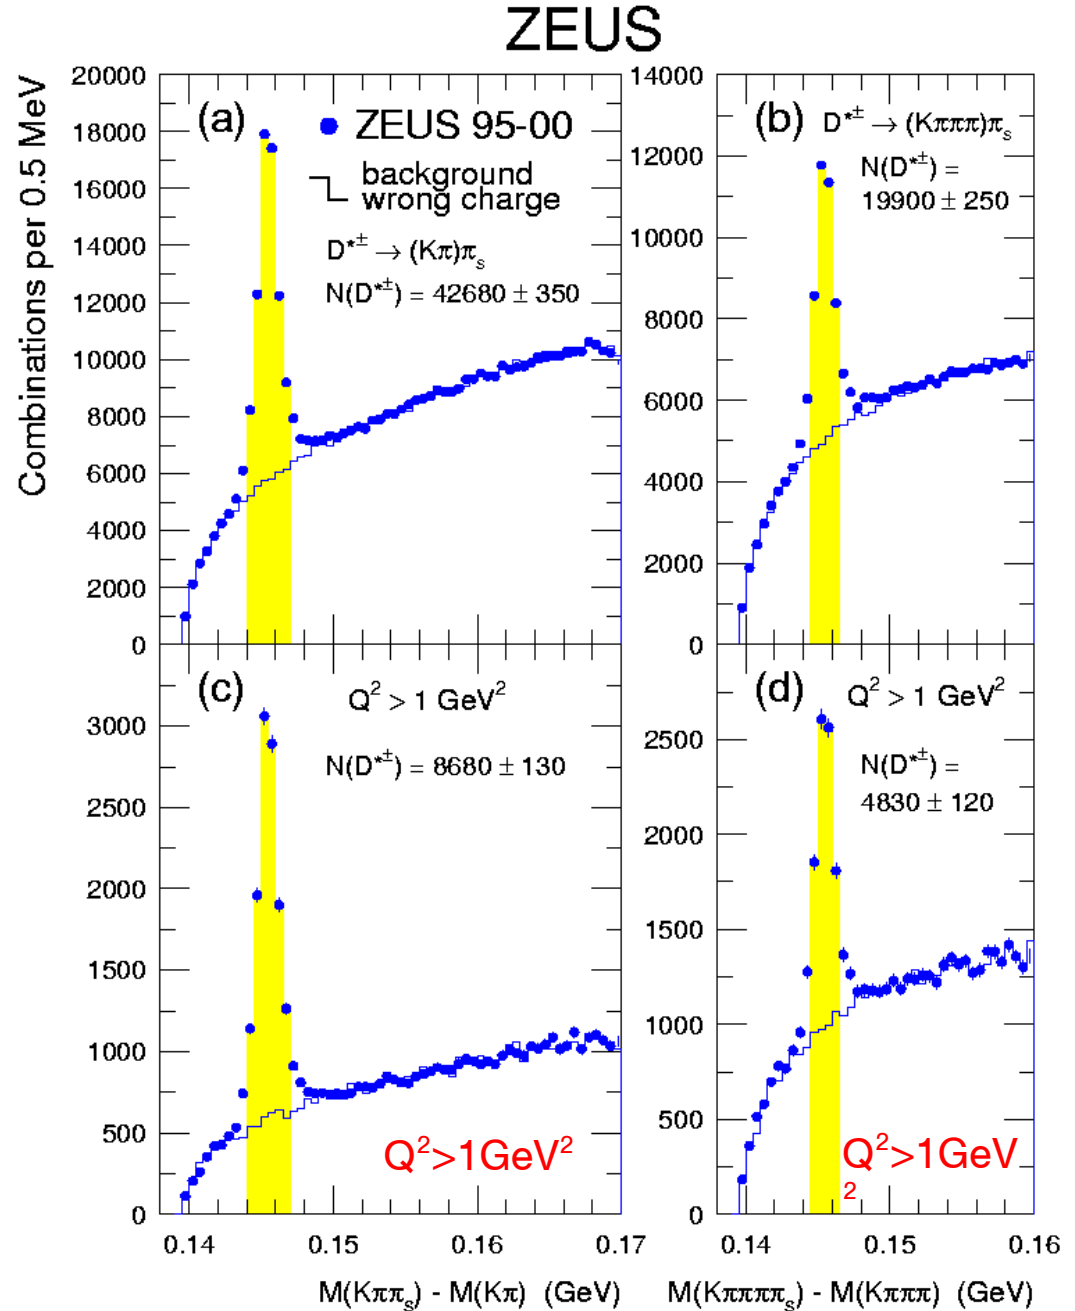 ZEUS
Combinations per 0.5 MeV
20000
18000
16000
14000
12000
10000
8000
6000
4000
2000
0
(a)
ZEUS 95-00
background
wrong charge
D*± → (Kπ)πs
N(D*±) = 42680 ± 350
14000
12000
10000
8000
6000
4000
2000
0
(b)
D*± → (Kπππ)πs
N(D*±) =
19900 ± 250
3000
2500
2000
1500
1000
500
0
(c)
Q² > 1 GeV²
N(D*±) = 8680 ± 130
Q²>1GeV²
0.14
0.15
0.16
0.17
M(Kππs) - M(Kπ) (GeV)
2500
2000
1500
1000
500
0
(d)
Q² > 1 GeV²
N(D*±) =
4830 ± 120
Q²>1GeV
2
0.14
0.15
0.16
M(Kππππs) - M(Kπππ) (GeV)